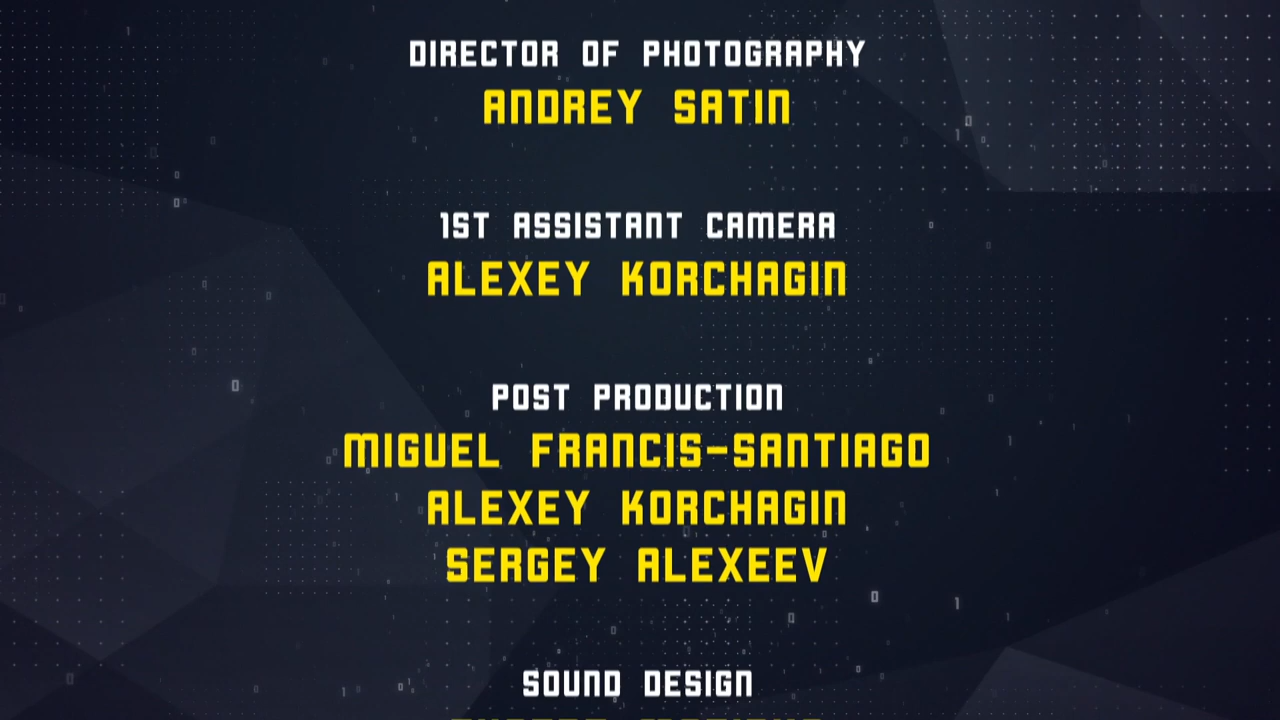 DIRECTOR OF PHOTOGRAPHY
ANDREY SATIN
1ST ASSISTANT CAMERA
ALEXEY KORCHAGIN
POST PRODUCTION
MIGUEL FRANCIS-SANTIAGO
ALEXEY KORCHAGIN
SERGEY ALEXEEV
SOUND DESIGN